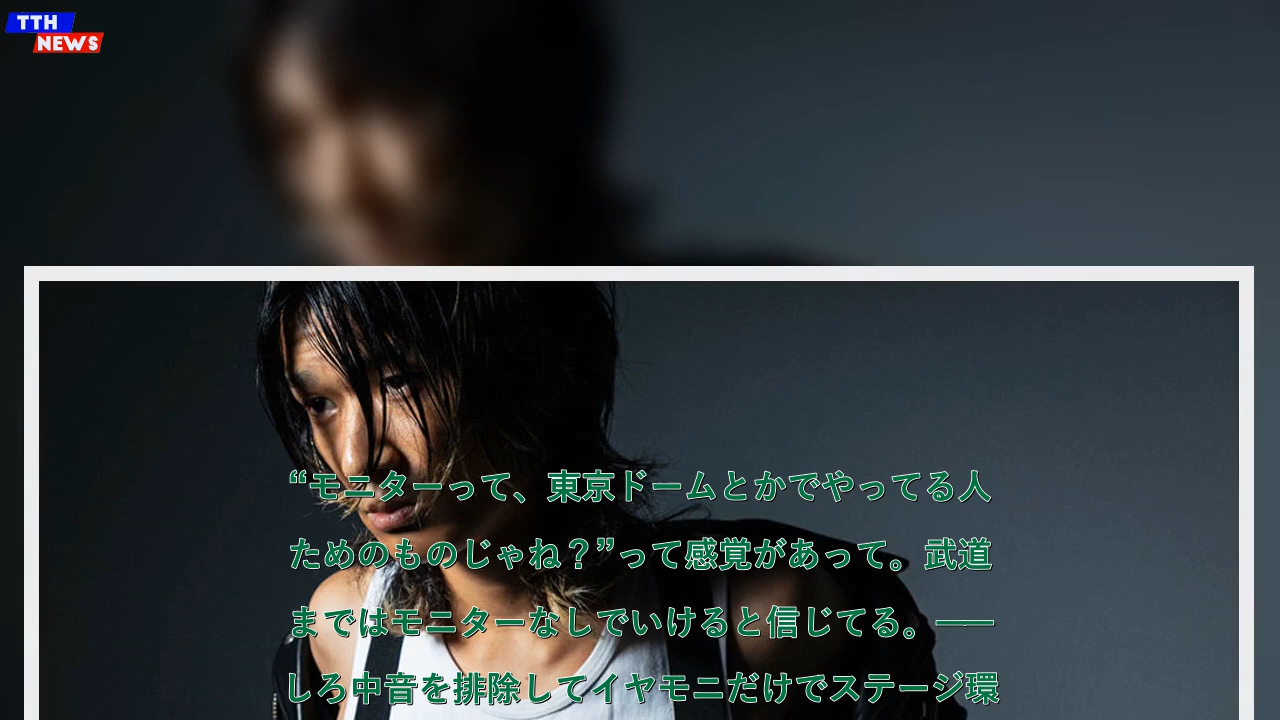 TTH
NEWS
“モニターって、東京ドームとかでやってる人
ためのものじゃね？”って感覚があって。武道
まではモニターなしでいけると信じてる。――
しろ中音を排除してイヤモニだけでステージ環